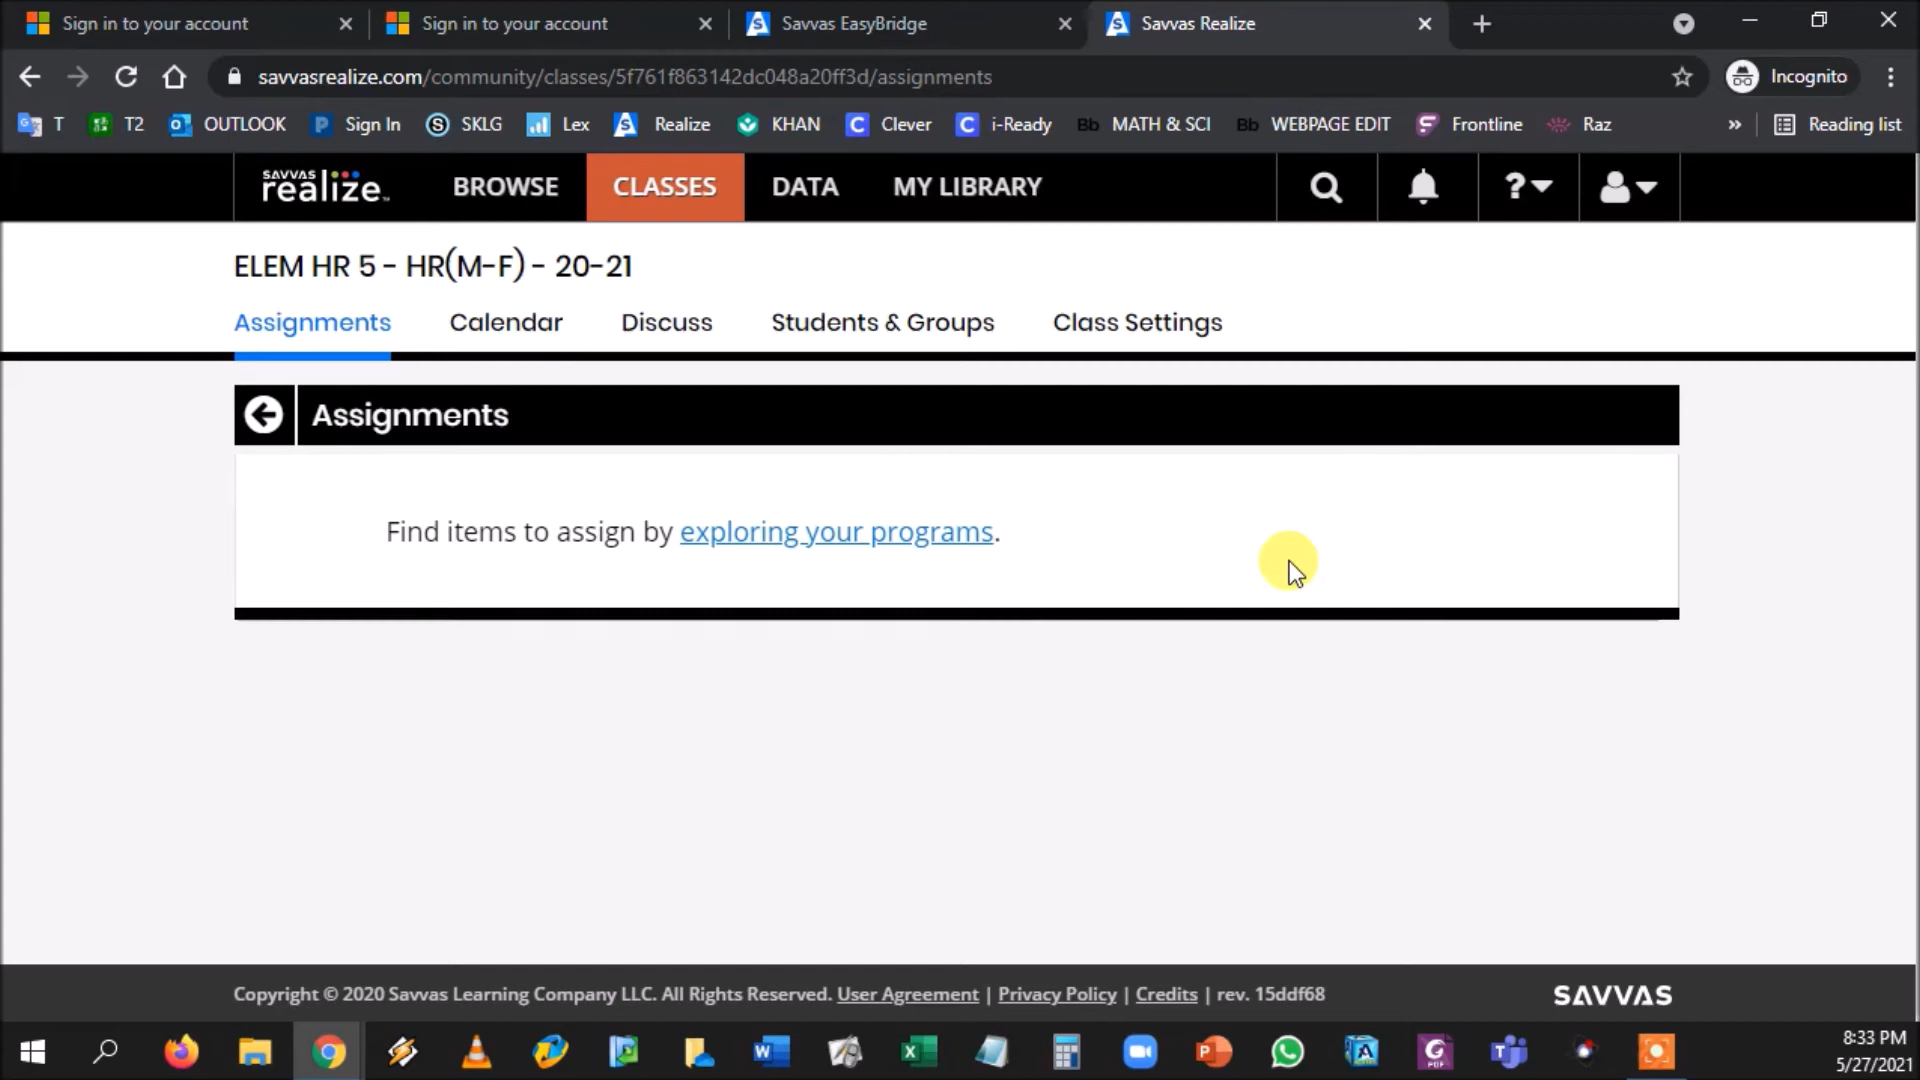 Sign in to your account
Sign in to your account
Savvas EasyBridge
Savvas Realize
savvasrealize.com/community/classes/5f761f863142dc048a20ff3d/assignments
Incognito
T
T2
OUTLOOK
Sign In
SKLG
Lex
Realize
KHAN
Clever
i-Ready
Bb MATH & SCI
Bb WEBPAGE EDIT
Frontline
Raz
»
Reading list
SAVVAS
realize
BROWSE
CLASSES
DATA
MY LIBRARY
?
ELEM HR 5 - HR(M-F) - 20-21
Assignments
Calendar
Discuss
Students & Groups
Class Settings
Assignments
Find items to assign by exploring your programs.
Copyright © 2020 Savvas Learning Company LLC. All Rights Reserved. User Agreement | Privacy Policy | Credits | rev. 15ddf68
SAVVAS
8:33 PM
5/27/2021